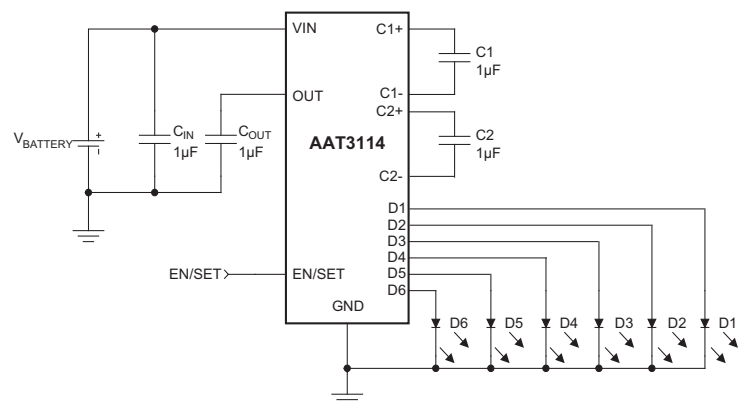 VIN
C1+
C1
1µF
C1-
OUT
C2+
VBATTERY
+
-
CIN
1µF
COUT
1µF
AAT3114
C2
1µF
C2-
D1
D2
D3
D4
D5
D6
EN/SET
EN/SET
GND
D6
D5
D4
D3
D2
D1